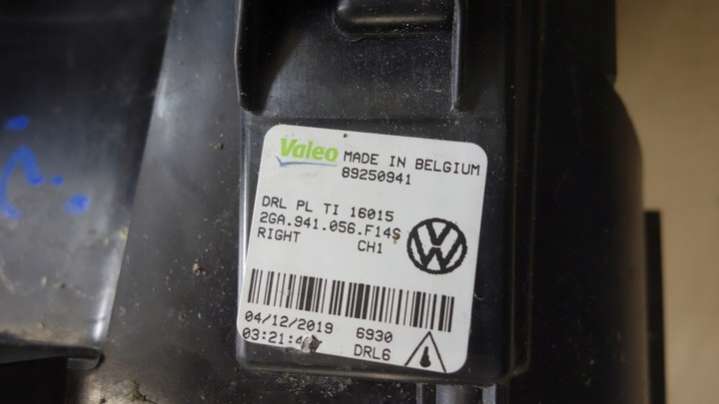 Valeo MADE IN BELGIUM
89250941
DRL PL TI 16015
2GA.941.056.F14S
RIGHT CH1
04/12/2019 6930
DRL6